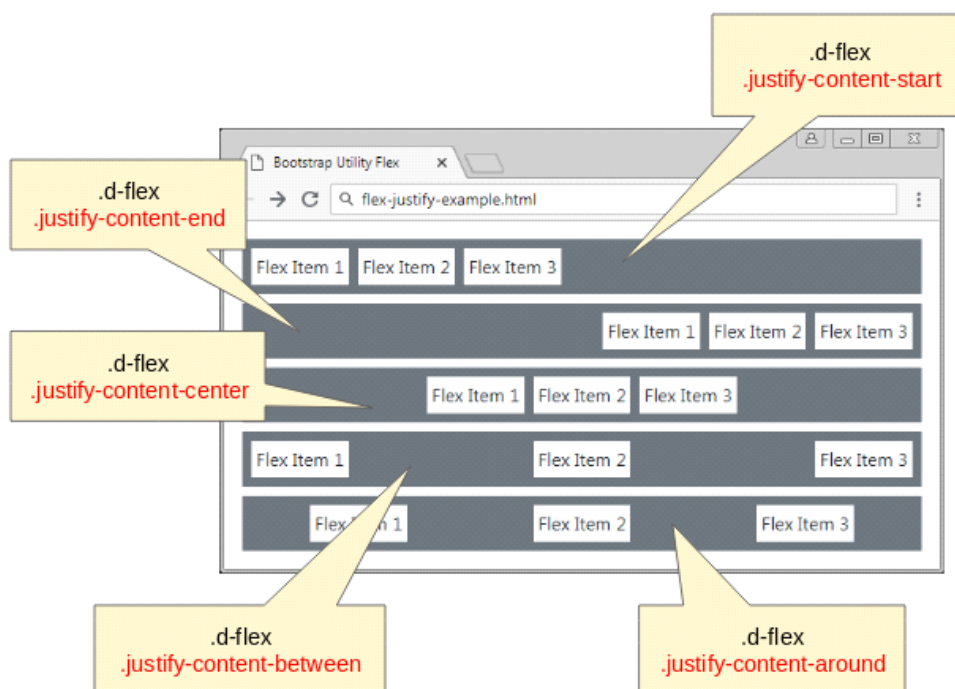 .d-flex
.justify-content-start
Bootstrap Utility Flex
.d-flex
.justify-content-end
flex-justify-example.html
Flex Item 1 Flex Item 2 Flex Item 3
Flex Item 1 Flex Item 2 Flex Item 3
.d-flex
.justify-content-center
Flex Item 1 Flex Item 2 Flex Item 3
Flex Item 1 Flex Item 2 Flex Item 3
Flex Item 1 Flex Item 2 Flex Item 3
.d-flex
.justify-content-between
.d-flex
.justify-content-around